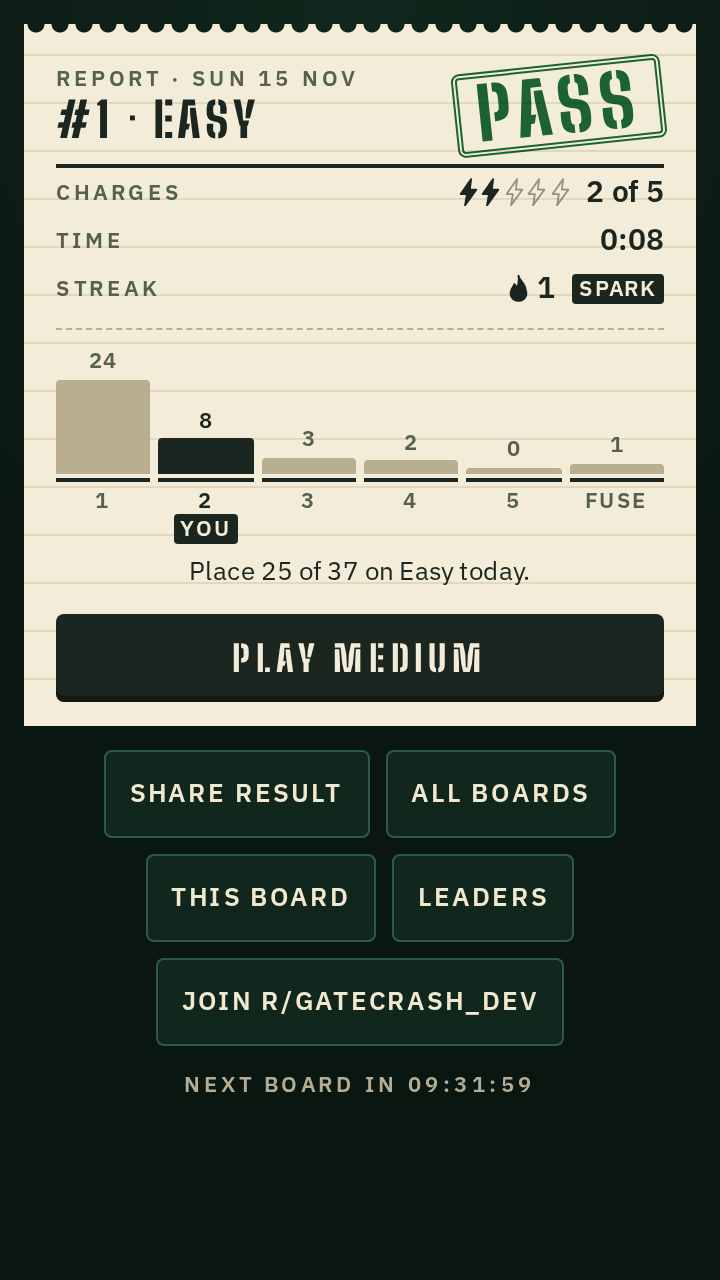 REPORT · SUN 15 NOV
#1 · EASY
PASS
CHARGES 2 of 5
TIME 0:08
STREAK 1 SPARK
24 8 3 2 0 1
1 2 3 4 5 FUSE
YOU
Place 25 of 37 on Easy today.
PLAY MEDIUM
SHARE RESULT ALL BOARDS
THIS BOARD LEADERS
JOIN R/GATECRASH_DEV
NEXT BOARD IN 09:31:59